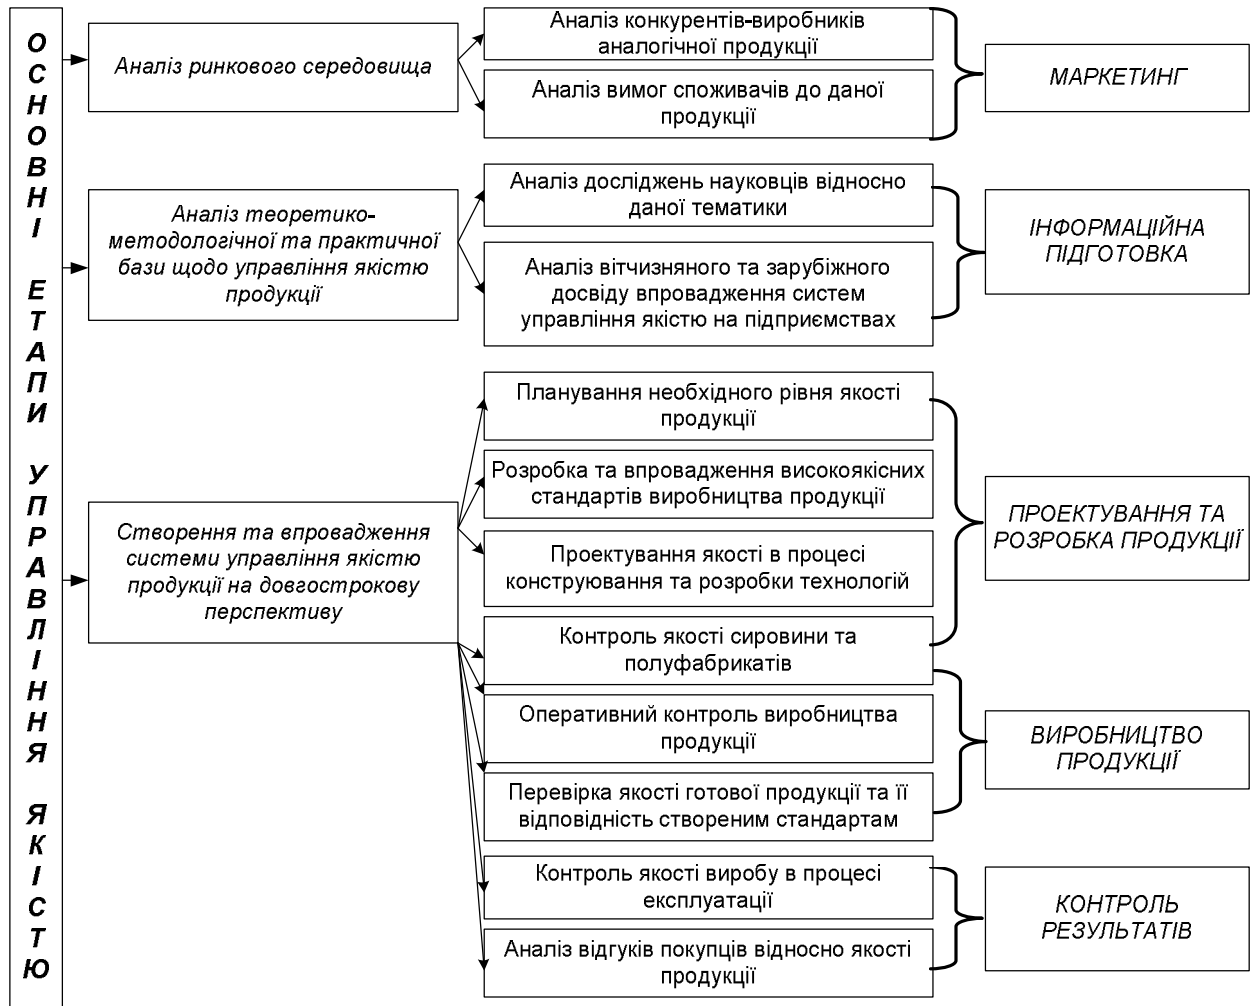 ОСНОВНІ ЕТАПИ УПРАВЛІННЯ ЯКІСТЮ
Аналіз ринкового середовища
Аналіз конкурентів-виробників
аналогічної продукції
Аналіз вимог споживачів до даної
продукції
МАРКЕТИНГ
Аналіз теоретико-
методологічної та практичної
бази щодо управління якістю
продукції
Аналіз досліджень науковців відносно
даної тематики
Аналіз вітчизняного та зарубіжного
досвіду впровадження систем
управління якістю на підприємствах
ІНФОРМАЦІЙНА
ПІДГОТОВКА
Створення та впровадження
системи управління якістю
продукції на довгострокову
перспективу
Планування необхідного рівня якості
продукції
Розробка та впровадження високоякісних
стандартів виробництва продукції
Проектування якості в процесі
конструювання та розробки технологій
Контроль якості сировини та
полуфабрикатів
ПРОЕКТУВАННЯ ТА
РОЗРОБКА ПРОДУКЦІЇ
Оперативний контроль виробництва
продукції
Перевірка якості готової продукції та її
відповідність створеним стандартам
ВИРОБНИЦТВО
ПРОДУКЦІЇ
Контроль якості виробу в процесі
експлуатації
Аналіз відгуків покупців відносно якості
продукції
КОНТРОЛЬ
РЕЗУЛЬТАТІВ